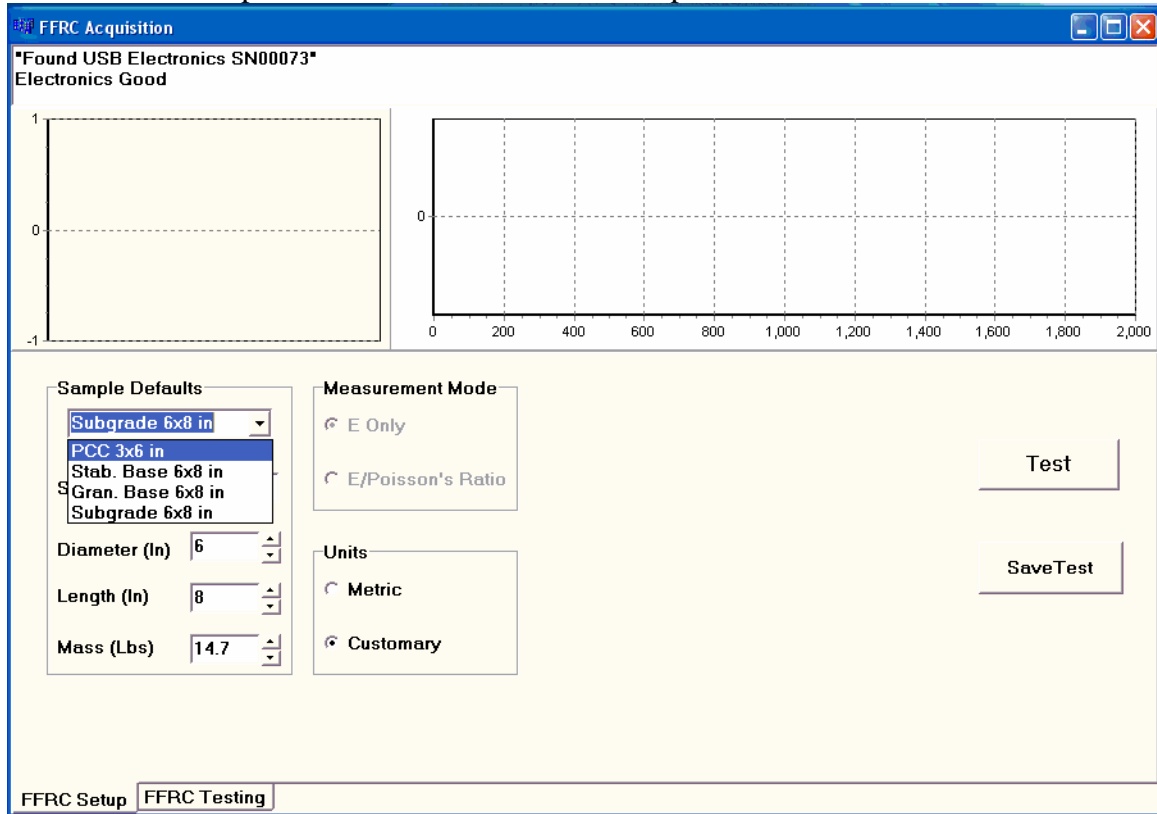 FFRC Acquisition
"Found USB Electronics SN00073"
Electronics Good
1
0
-1
0
0 200 400 600 800 1,000 1,200 1,400 1,600 1,800 2,000
Sample Defaults
Subgrade 6x8 in
PCC 3x6 in
Stab. Base 6x8 in
Gran. Base 6x8 in
Subgrade 6x8 in
S
Diameter (In) 6
Length (In) 8
Mass (Lbs) 14.7
Measurement Mode
E Only
E/Poisson's Ratio
Units
Metric
Customary
Test
SaveTest
FFRC Setup FFRC Testing